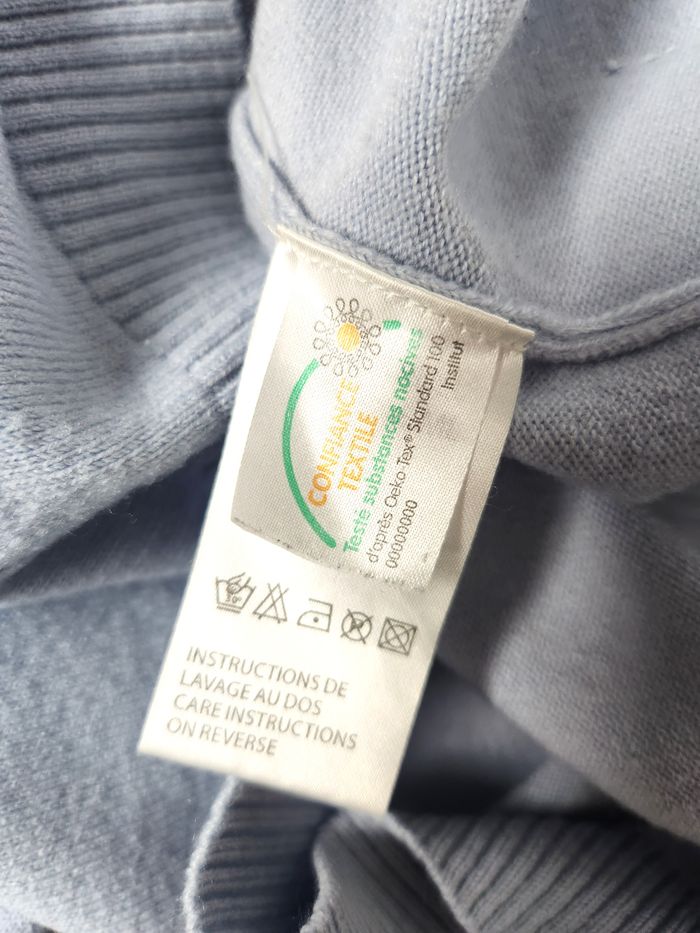 CONFIANCE
TEXTILE
Testé substances nocives
d'après Oeko-Tex® Standard 100
00000000 Institut
30°
INSTRUCTIONS DE
LAVAGE AU DOS
CARE INSTRUCTIONS
ON REVERSE